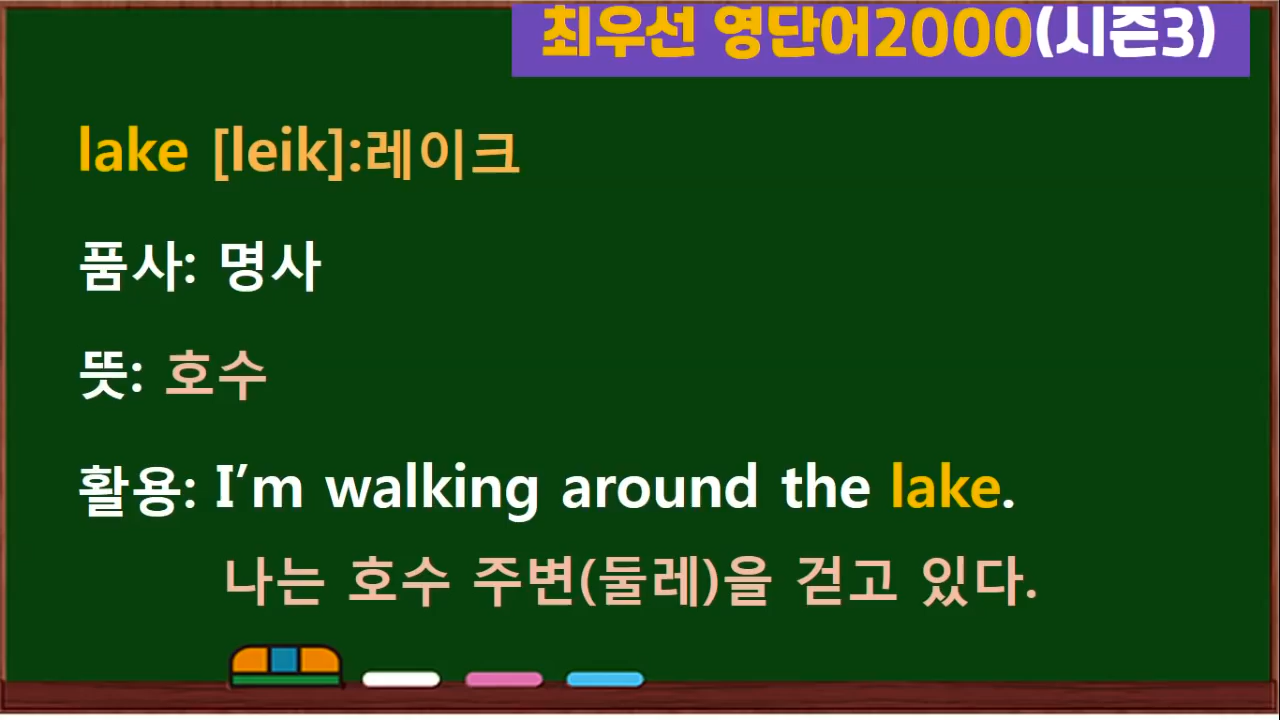 최우선 영단어2000(시즌3)
lake [leik]:레이크
품사: 명사
뜻: 호수
활용: I’m walking around the lake.
나는 호수 주변(둘레)을 걷고 있다.